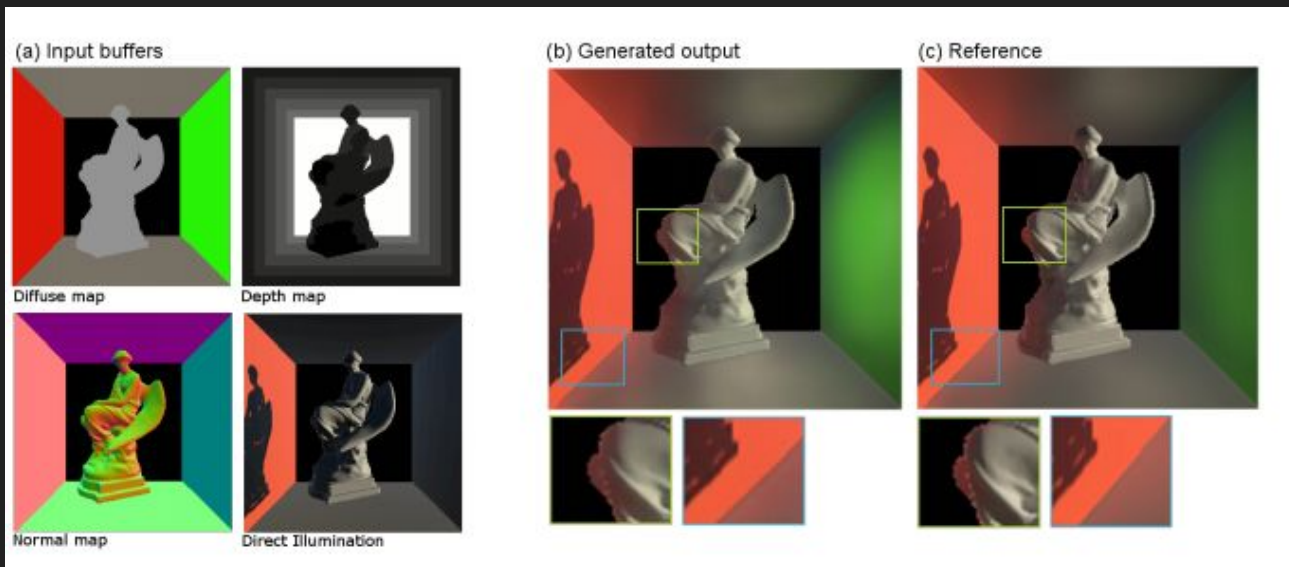 (a) Input buffers
(b) Generated output
(c) Reference
Diffuse map
Depth map
Normal map
Direct Illumination